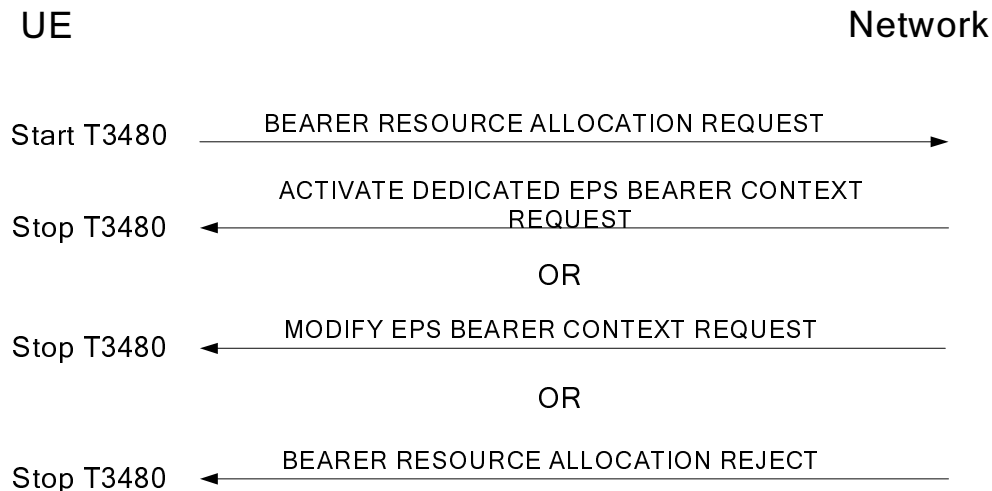 UE
Network
Start T3480
BEARER RESOURCE ALLOCATION REQUEST
ACTIVATE DEDICATED EPS BEARER CONTEXT
REQUEST
Stop T3480
OR
MODIFY EPS BEARER CONTEXT REQUEST
Stop T3480
OR
BEARER RESOURCE ALLOCATION REJECT
Stop T3480